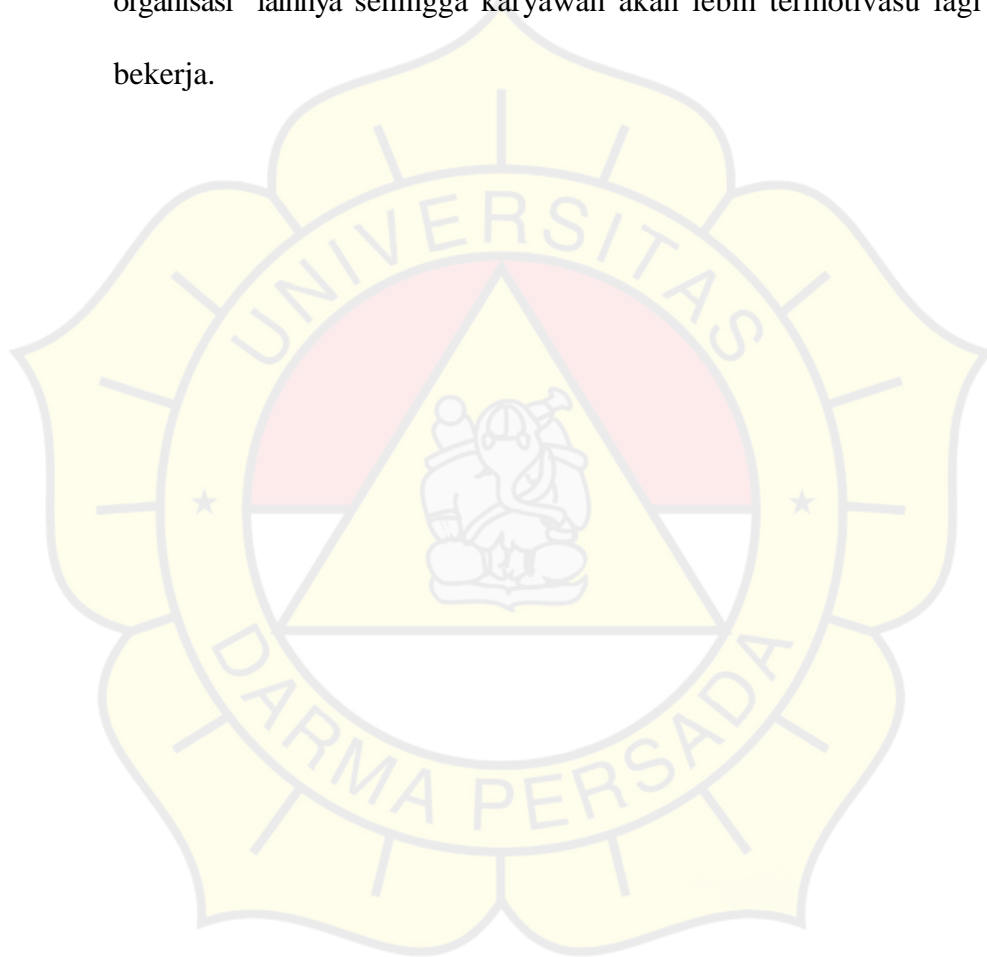 organisasi lainnya sehingga karyawan akan lebih termotivasu lagi
bekerja.
UNIVERSITAS
DARMA PERSADA